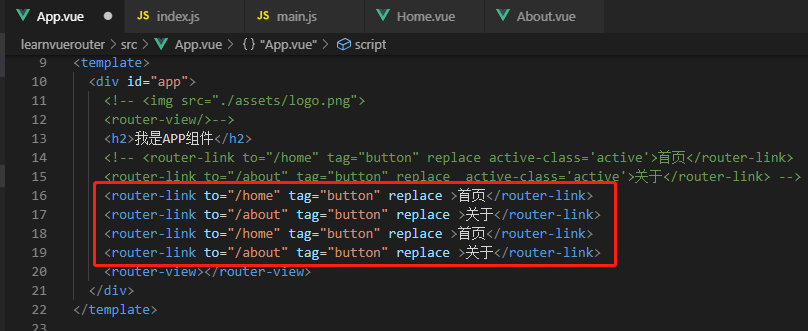 App.vue ● JS index.js JS main.js Home.vue About.vue
learnvuerouter > src > App.vue > {} "App.vue" > script
9 <template>
10 <div id="app">
11 <!-- <img src="./assets/logo.png">
12 <router-view/>-->
13 <h2>我是APP组件</h2>
14 <!-- <router-link to="/home" tag="button" replace active-class='active'>首页</router-link>
15 <router-link to="/about" tag="button" replace  active-class='active'>关于</router-link> -->
16 <router-link to="/home" tag="button" replace >首页</router-link>
17 <router-link to="/about" tag="button" replace >关于</router-link>
18 <router-link to="/home" tag="button" replace >首页</router-link>
19 <router-link to="/about" tag="button" replace >关于</router-link>
20 <router-view></router-view>
21 </div>
22 </template>
23